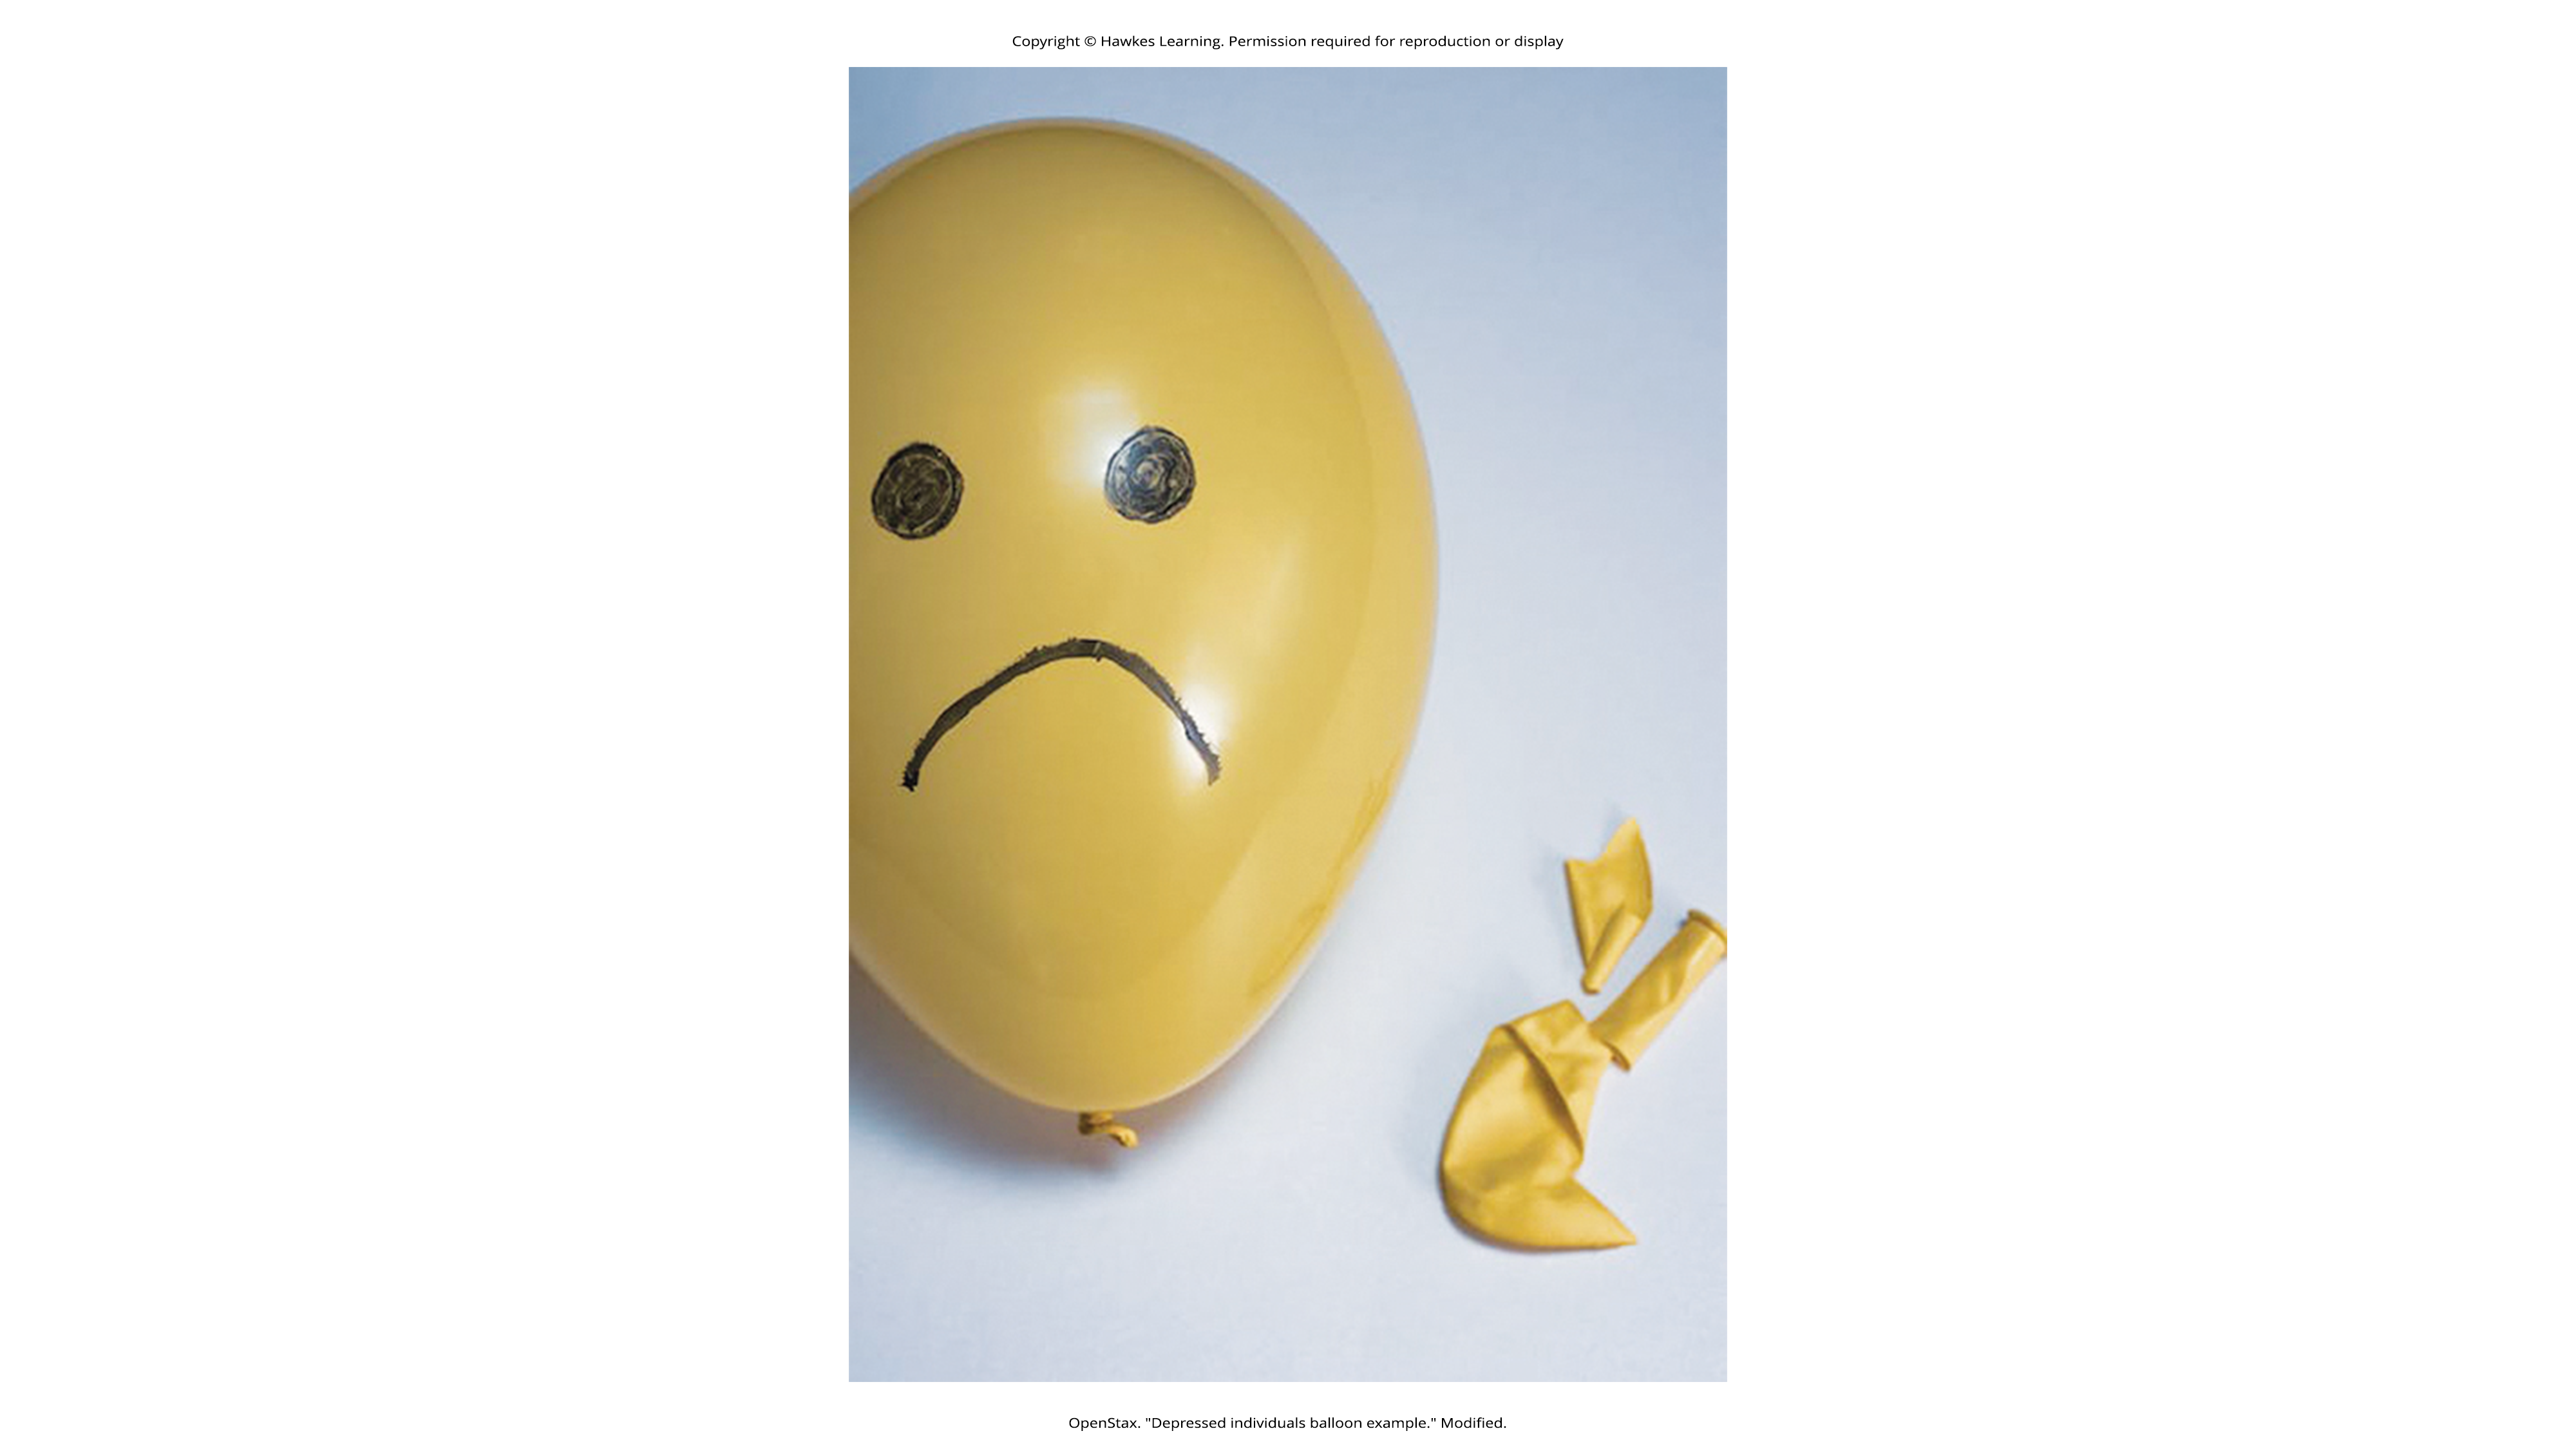 Copyright © Hawkes Learning. Permission required for reproduction or display
OpenStax. "Depressed individuals balloon example." Modified.